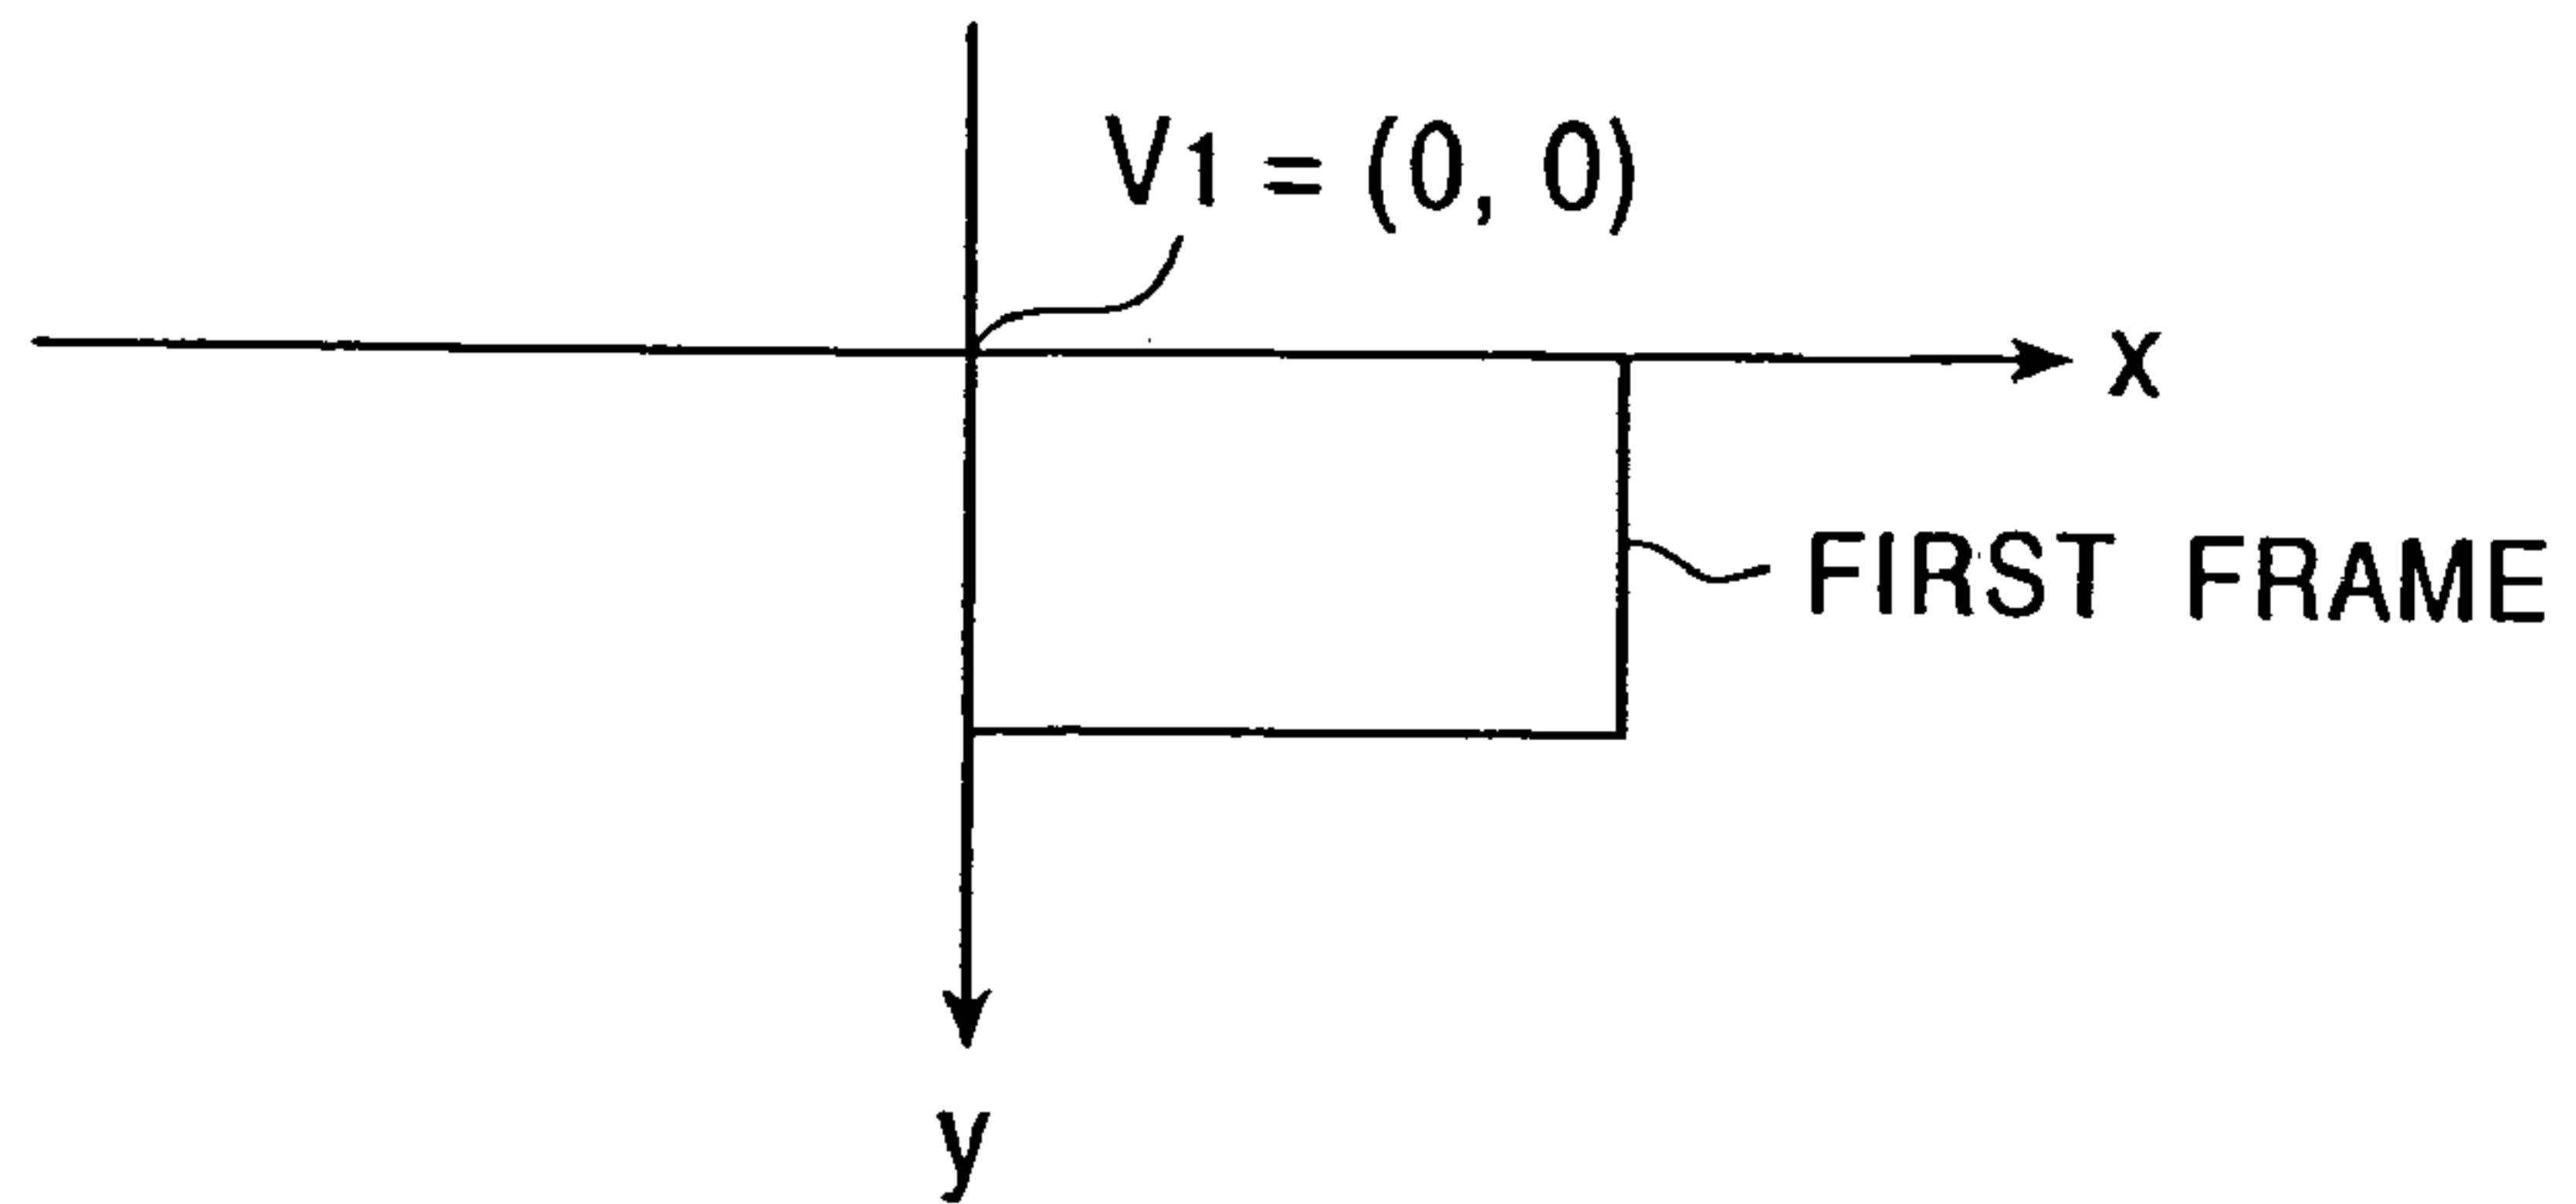 V1 = (0, 0)
x
FIRST FRAME
y